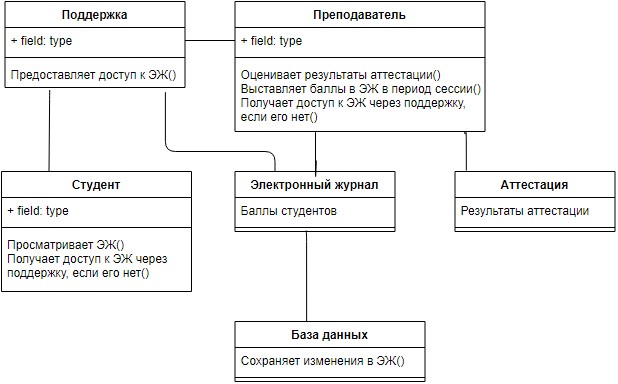 Поддержка
+ field: type
Предоставляет доступ к ЭЖ()
Преподаватель
+ field: type
Оценивает результаты аттестации()
Выставляет баллы в ЭЖ в период сессии()
Получает доступ к ЭЖ через поддержку,
если его нет()
Студент
+ field: type
Просматривает ЭЖ()
Получает доступ к ЭЖ через
поддержку, если его нет()
Электронный журнал
Баллы студентов
Аттестация
Результаты аттестации
База данных
Сохраняет изменения в ЭЖ()